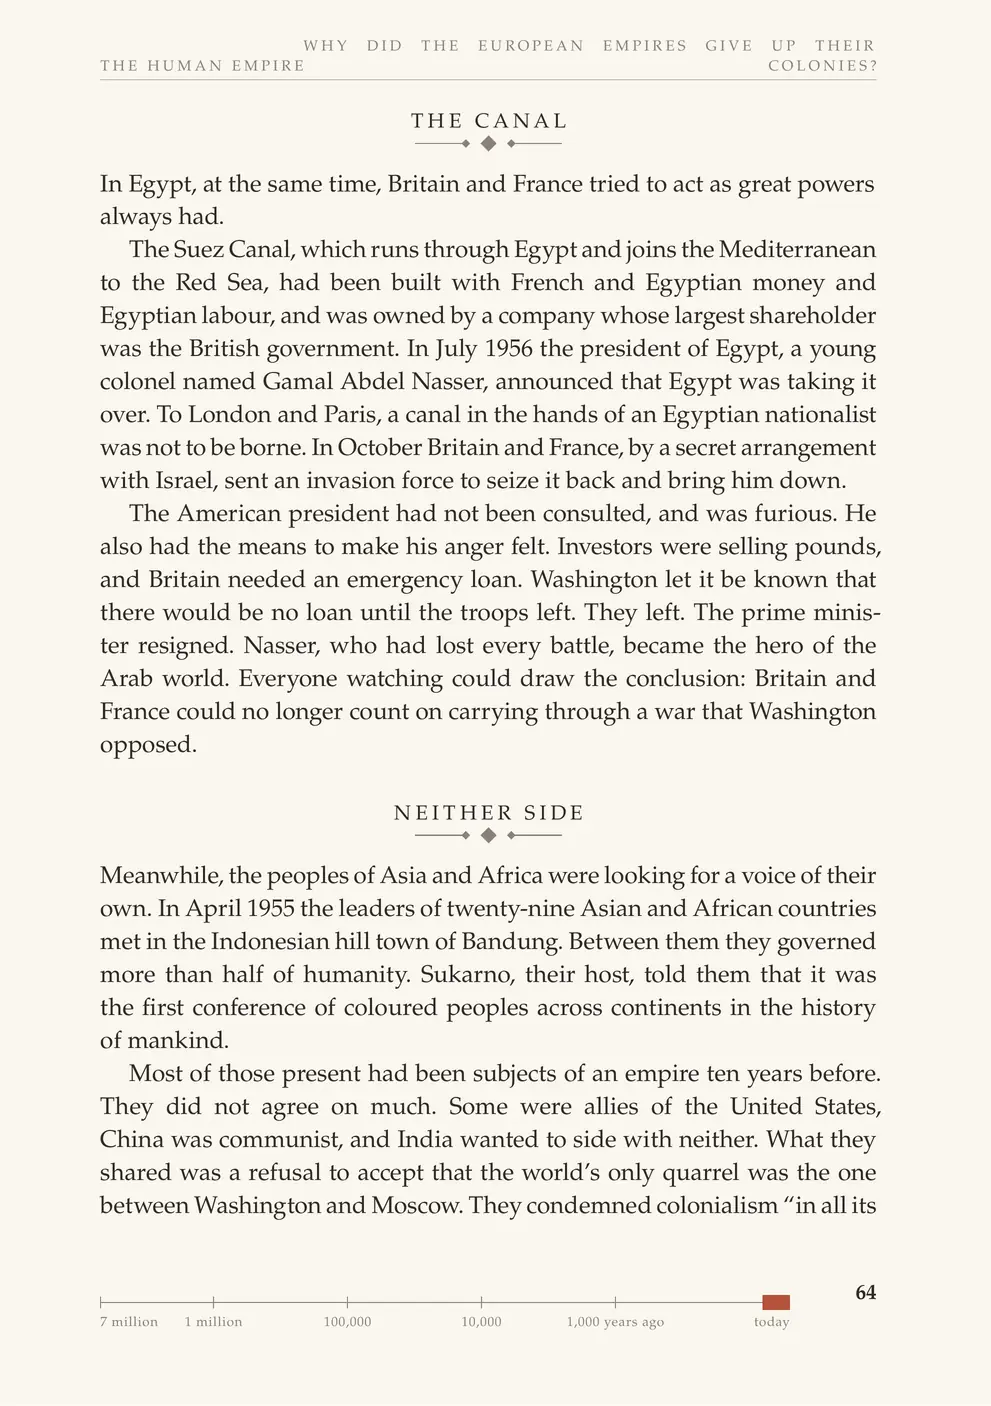 WHY DID THE EUROPEAN EMPIRES GIVE UP THEIR
THE HUMAN EMPIRE COLONIES?
THE CANAL
In Egypt, at the same time, Britain and France tried to act as great powers
always had.
The Suez Canal, which runs through Egypt and joins the Mediterranean
to the Red Sea, had been built with French and Egyptian money and
Egyptian labour, and was owned by a company whose largest shareholder
was the British government. In July 1956 the president of Egypt, a young
colonel named Gamal Abdel Nasser, announced that Egypt was taking it
over. To London and Paris, a canal in the hands of an Egyptian nationalist
was not to be borne. In October Britain and France, by a secret arrangement
with Israel, sent an invasion force to seize it back and bring him down.
The American president had not been consulted, and was furious. He
also had the means to make his anger felt. Investors were selling pounds,
and Britain needed an emergency loan. Washington let it be known that
there would be no loan until the troops left. They left. The prime minis-
ter resigned. Nasser, who had lost every battle, became the hero of the
Arab world. Everyone watching could draw the conclusion: Britain and
France could no longer count on carrying through a war that Washington
opposed.
NEITHER SIDE
Meanwhile, the peoples of Asia and Africa were looking for a voice of their
own. In April 1955 the leaders of twenty-nine Asian and African countries
met in the Indonesian hill town of Bandung. Between them they governed
more than half of humanity. Sukarno, their host, told them that it was
the first conference of coloured peoples across continents in the history
of mankind.
Most of those present had been subjects of an empire ten years before.
They did not agree on much. Some were allies of the United States,
China was communist, and India wanted to side with neither. What they
shared was a refusal to accept that the world’s only quarrel was the one
between Washington and Moscow. They condemned colonialism “in all its
64
7 million 1 million 100,000 10,000 1,000 years ago today